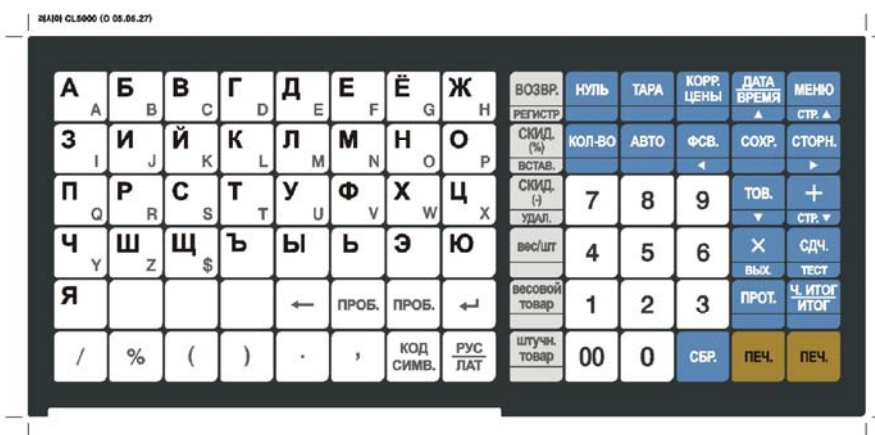 러시아 CL5000 (O 05.06.27)
А A Б B В C Г D Д E Е F Ё G Ж H ВОЗВР. РЕГИСТР НУЛЬ ТАРА КОРР. ЦЕНЫ ДАТА ВРЕМЯ ▲ МЕНЮ СТР. ▲
З I И J Й K К L Л M М N Н O О P СКИД. (%) ВСТАВ. КОЛ-ВО АВТО ФСВ. ◄ СОХР. СТОРН. ►
П Q Р R С S Т T У U Ф V Х W Ц X СКИД. (-) УДАЛ. 7 8 9 ТОВ. ▼ + СТР. ▼
Ч Y Ш Z Щ $ Ъ Ы Ь Э Ю вес/шт 4 5 6 × ВЫХ. СДЧ. ТЕСТ
Я ← ПРОБ. ПРОБ. ↵ весовой товар 1 2 3 ПРОТ. Ч. ИТОГ ИТОГ
/ % ( ) . , КОД СИМВ. РУС ЛАТ штучн. товар 00 0 СБР. ПЕЧ. ПЕЧ.